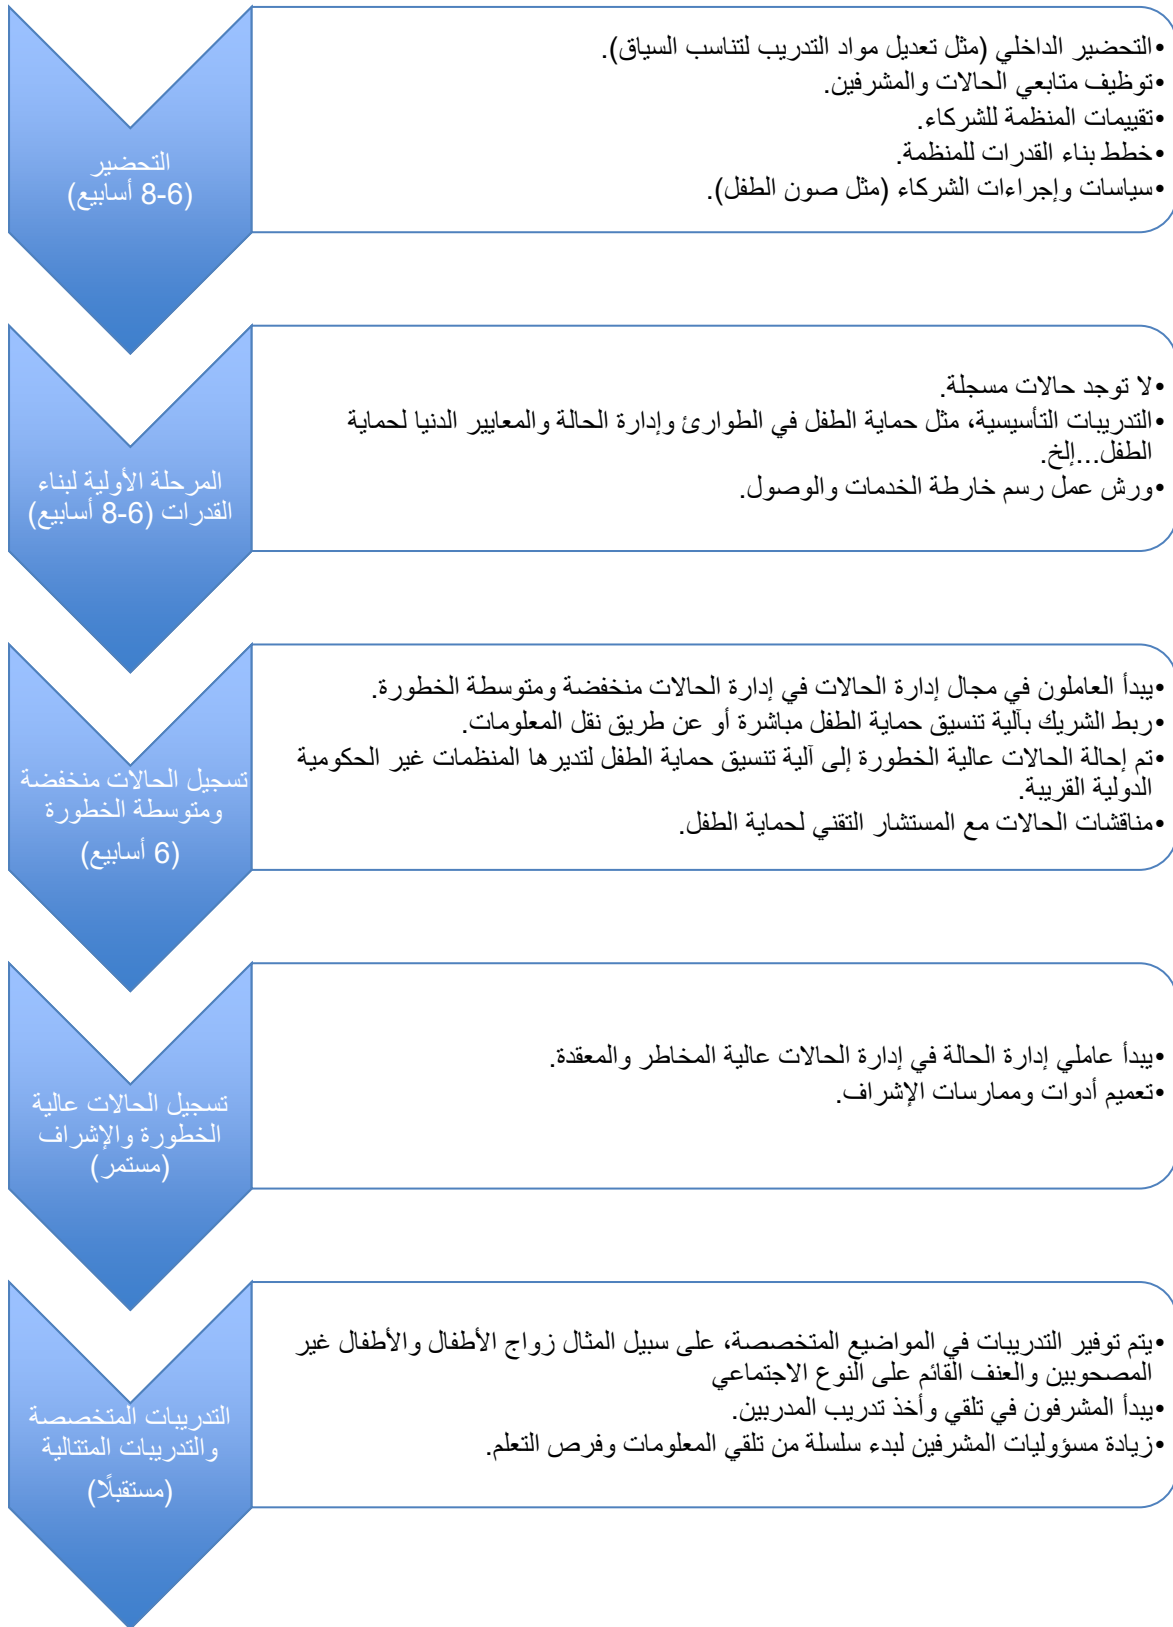 التحضير
(6-8 أسابيع)
•التحضير الداخلي (مثل تعديل مواد التدريب لتناسب السياق).
•توظيف متابعي الحالات والمشرفين.
•تقييمات المنظمة للشركاء.
•خطط بناء القدرات للمنظمة.
•سياسات وإجراءات الشركاء (مثل صون الطفل).
المرحلة الأولية لبناء
القدرات (6-8 أسابيع)
•لا توجد حالات مسجلة.
•التدريبات التأسيسية، مثل حماية الطفل في الطوارئ وإدارة الحالة والمعايير الدنيا لحماية
الطفل...إلخ.
•ورش عمل رسم خارطة الخدمات والوصول.
تسجيل الحالات منخفضة
ومتوسطة الخطورة
(6 أسابيع)
•يبدأ العاملون في مجال إدارة الحالات في إدارة الحالات منخفضة ومتوسطة الخطورة.
•ربط الشريك بآلية تنسيق حماية الطفل مباشرة أو عن طريق نقل المعلومات.
•تم إحالة الحالات عالية الخطورة إلى آلية تنسيق حماية الطفل لتديرها المنظمات غير الحكومية
الدولية القريبة.
•مناقشات الحالات مع المستشار التقني لحماية الطفل.
تسجيل الحالات عالية
الخطورة والإشراف
(مستمر)
•يبدأ عاملي إدارة الحالة في إدارة الحالات عالية المخاطر والمعقدة.
•تعميم أدوات وممارسات الإشراف.
التدريبات المتخصصة
والتدريبات المتتالية
(مستقبلًا)
•يتم توفير التدريبات في المواضيع المتخصصة، على سبيل المثال زواج الأطفال والأطفال غير
المصحوبين والعنف القائم على النوع الاجتماعي
•يبدأ المشرفون في تلقي وأخذ تدريب المدربين.
•زيادة مسؤوليات المشرفين لبدء سلسلة من تلقي المعلومات وفرص التعلم.